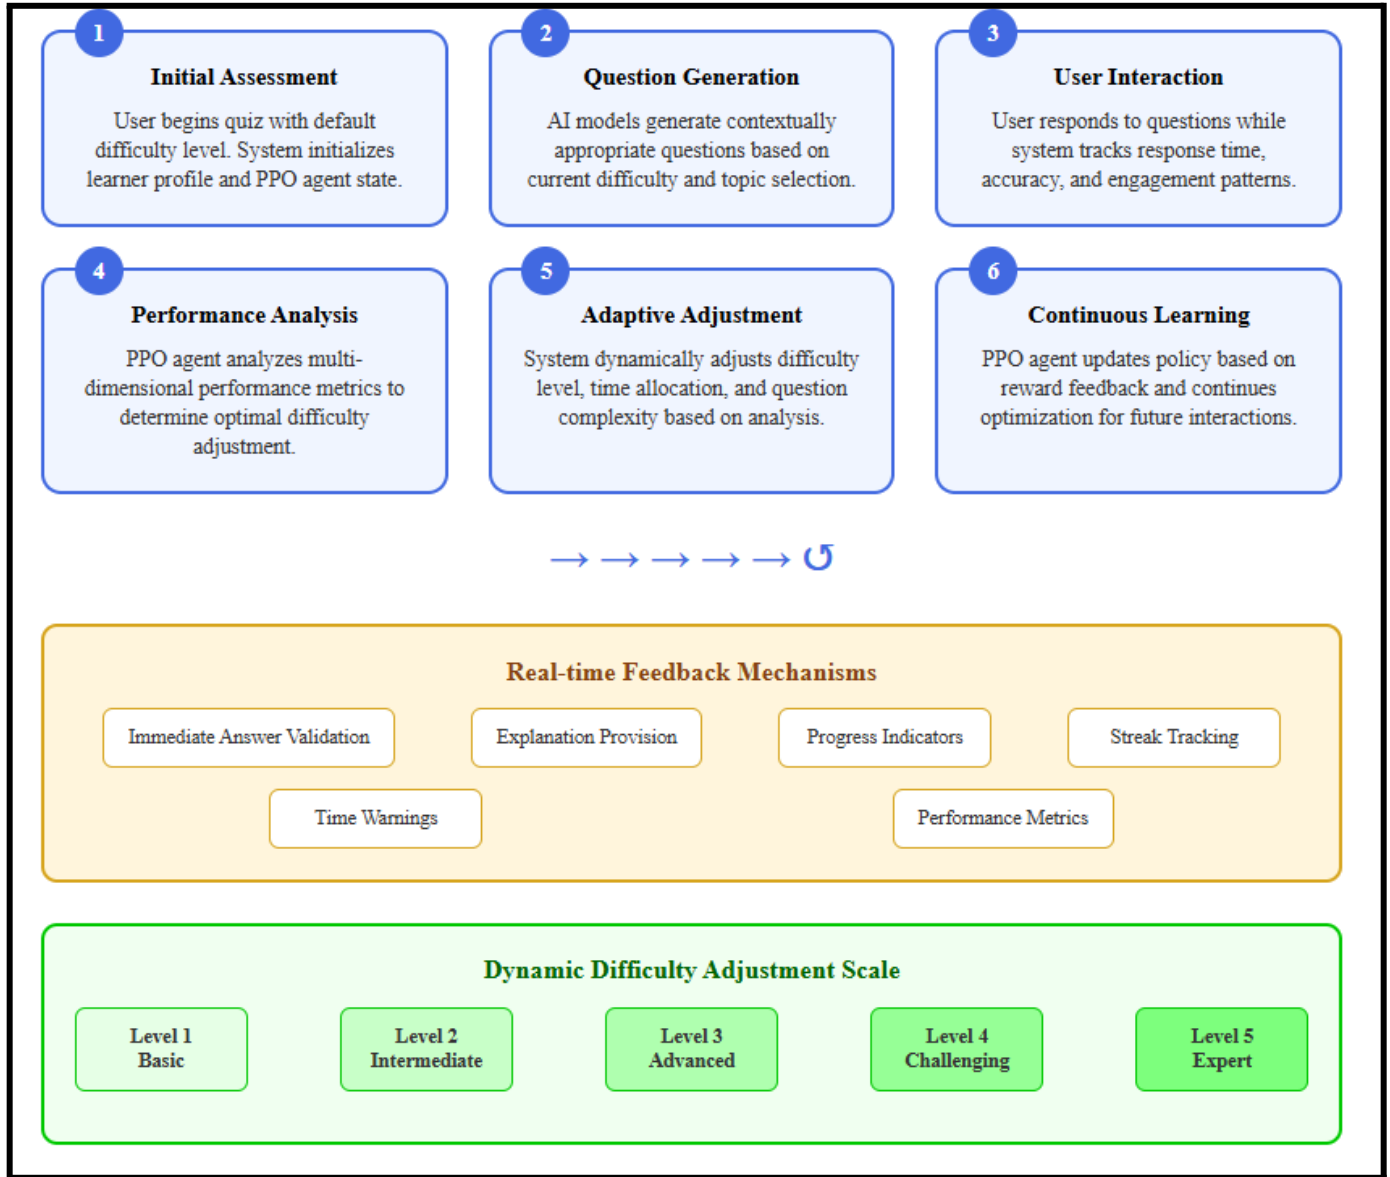 1
Initial Assessment
User begins quiz with default
difficulty level. System initializes
learner profile and PPO agent state.
2
Question Generation
AI models generate contextually
appropriate questions based on
current difficulty and topic selection.
3
User Interaction
User responds to questions while
system tracks response time,
accuracy, and engagement patterns.
4
Performance Analysis
PPO agent analyzes multi-
dimensional performance metrics to
determine optimal difficulty
adjustment.
5
Adaptive Adjustment
System dynamically adjusts difficulty
level, time allocation, and question
complexity based on analysis.
6
Continuous Learning
PPO agent updates policy based on
reward feedback and continues
optimization for future interactions.
→ → → → → ↺
Real-time Feedback Mechanisms
Immediate Answer Validation
Explanation Provision
Progress Indicators
Streak Tracking
Time Warnings
Performance Metrics
Dynamic Difficulty Adjustment Scale
Level 1
Basic
Level 2
Intermediate
Level 3
Advanced
Level 4
Challenging
Level 5
Expert